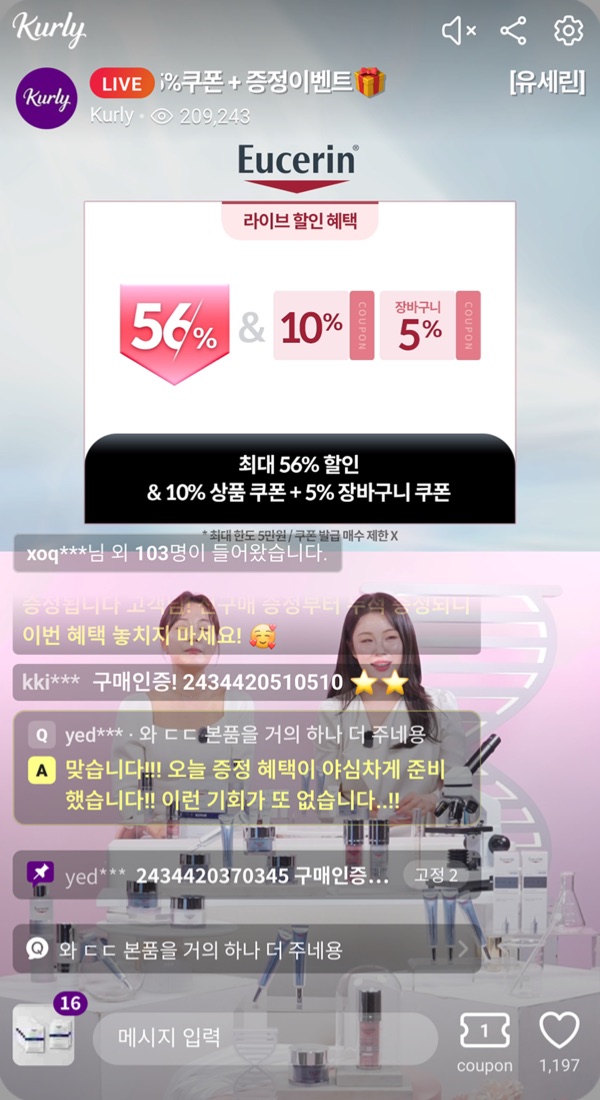 Kurly
Kurly
LIVE
%쿠폰 + 증정이벤트🎁
[유세린]
Kurly · 209,243
Eucerin®
라이브 할인 혜택
56%
&
10%
COUPON
장바구니
5%
COUPON
최대 56% 할인
& 10% 상품 쿠폰 + 5% 장바구니 쿠폰
* 최대 한도 5만원 / 쿠폰 발급 매수 제한 X
xoq***님 외 103명이 들어왔습니다.
증정됩니다 고객님!
이번 혜택 놓치지 마세요! 🥰
kki*** 구매인증! 2434420510510 ⭐⭐
Q yed*** · 와 ㄷㄷ 본품을 거의 하나 더 주네용
A 맞습니다!!! 오늘 증정 혜택이 야심차게 준비
했습니다!! 이런 기회가 또 없습니다..!!
yed*** 2434420370345 구매인증... 고정 2
Q 와 ㄷㄷ 본품을 거의 하나 더 주네용
16
메시지 입력
1
coupon
1,197